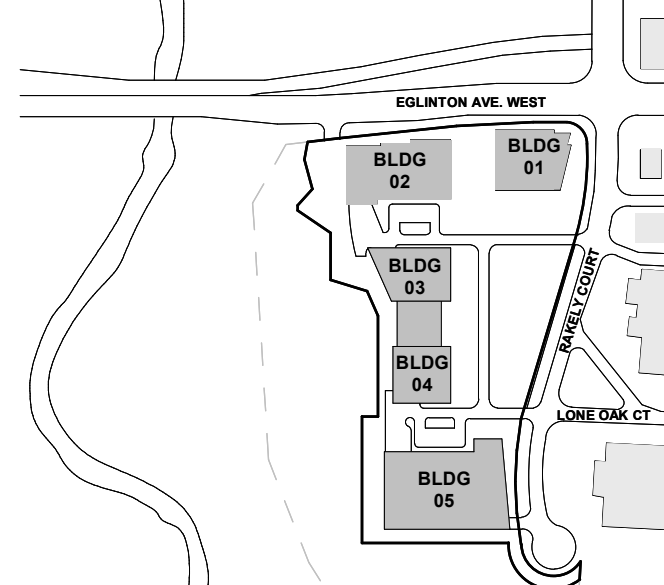 EGLINTON AVE. WEST
BLDG
01
BLDG
02
BLDG
03
RAKELY COURT
BLDG
04
LONE OAK CT
BLDG
05